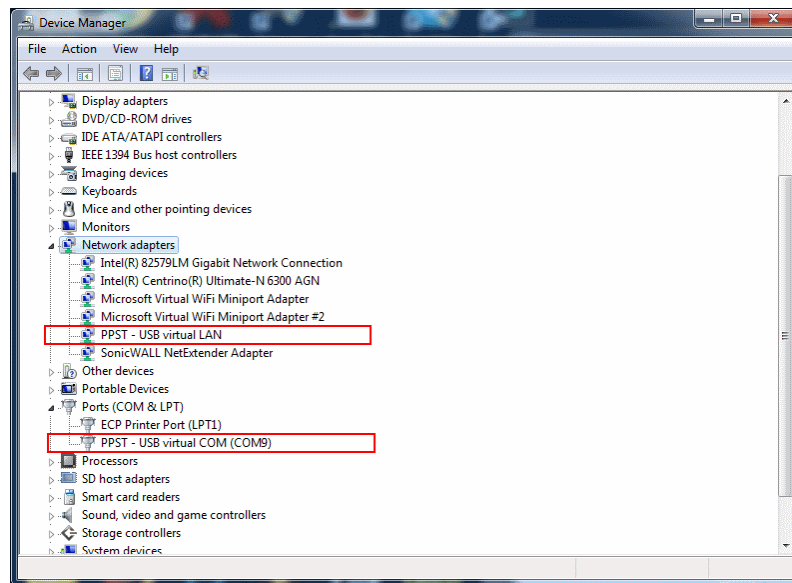 Device Manager
File Action View Help
Display adapters
DVD/CD-ROM drives
IDE ATA/ATAPI controllers
IEEE 1394 Bus host controllers
Imaging devices
Keyboards
Mice and other pointing devices
Monitors
Network adapters
Intel(R) 82579LM Gigabit Network Connection
Intel(R) Centrino(R) Ultimate-N 6300 AGN
Microsoft Virtual WiFi Miniport Adapter
Microsoft Virtual WiFi Miniport Adapter #2
PPST - USB virtual LAN
SonicWALL NetExtender Adapter
Other devices
Portable Devices
Ports (COM & LPT)
ECP Printer Port (LPT1)
PPST - USB virtual COM (COM9)
Processors
SD host adapters
Smart card readers
Sound, video and game controllers
Storage controllers
System devices